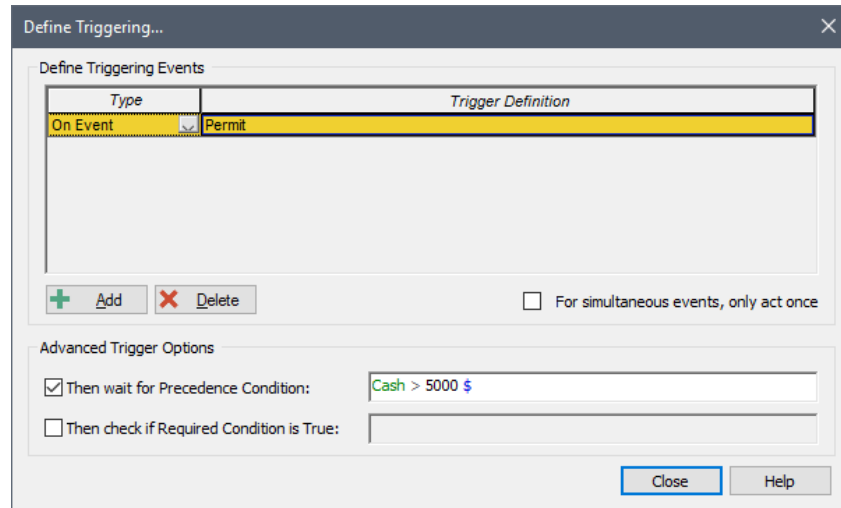 Define Triggering...
Define Triggering Events
Type Trigger Definition
On Event Permit
Add Delete For simultaneous events, only act once
Advanced Trigger Options
Then wait for Precedence Condition: Cash > 5000 $
Then check if Required Condition is True:
Close Help